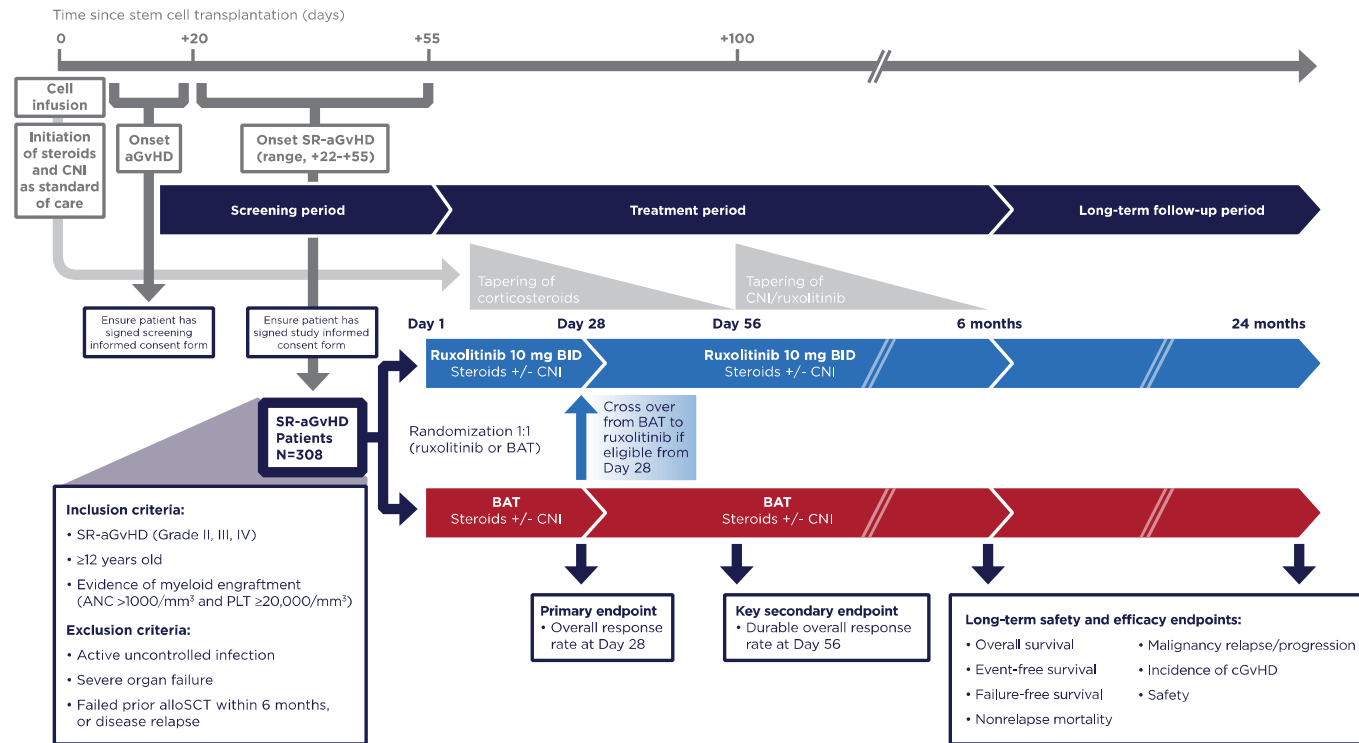 Time since stem cell transplantation (days)
0
+20
+55
+100
Cell
infusion
Initiation
of steroids
and CNI
as standard
of care
Onset
aGvHD
Onset SR-aGvHD
(range, +22-+55)
Screening period
Treatment period
Long-term follow-up period
Tapering of
corticosteroids
Tapering of
CNI/ruxolitinib
Ensure patient has
signed screening
informed consent form
Ensure patient has
signed study informed
consent form
Day 1
Day 28
Day 56
6 months
24 months
Ruxolitinib 10 mg BID
Steroids +/- CNI
Ruxolitinib 10 mg BID
Steroids +/- CNI
SR-aGvHD
Patients
N=308
Randomization 1:1
(ruxolitinib or BAT)
Cross over
from BAT to
ruxolitinib if
eligible from
Day 28
BAT
Steroids +/- CNI
BAT
Steroids +/- CNI
Inclusion criteria:
• SR-aGvHD (Grade II, III, IV)
• ≥12 years old
• Evidence of myeloid engraftment
(ANC >1000/mm³ and PLT ≥20,000/mm³)
Exclusion criteria:
• Active uncontrolled infection
• Severe organ failure
• Failed prior alloSCT within 6 months,
or disease relapse
Primary endpoint
• Overall response
rate at Day 28
Key secondary endpoint
• Durable overall response
rate at Day 56
Long-term safety and efficacy endpoints:
• Overall survival
• Event-free survival
• Failure-free survival
• Nonrelapse mortality
• Malignancy relapse/progression
• Incidence of cGvHD
• Safety